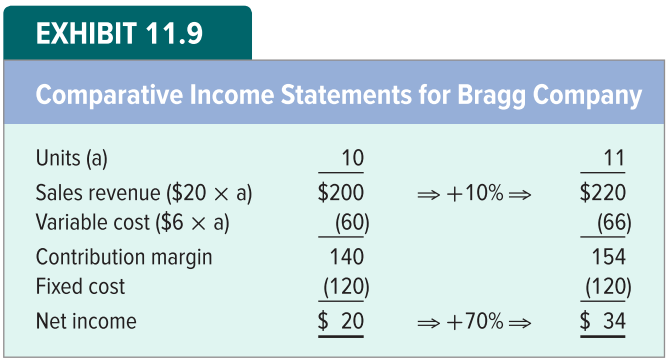 EXHIBIT 11.9
Comparative Income Statements for Bragg Company
Units (a) 10 11
Sales revenue ($20 × a) $200 ⇒ +10% ⇒ $220
Variable cost ($6 × a) (60) (66)
Contribution margin 140 154
Fixed cost (120) (120)
Net income $ 20 ⇒ +70% ⇒ $ 34